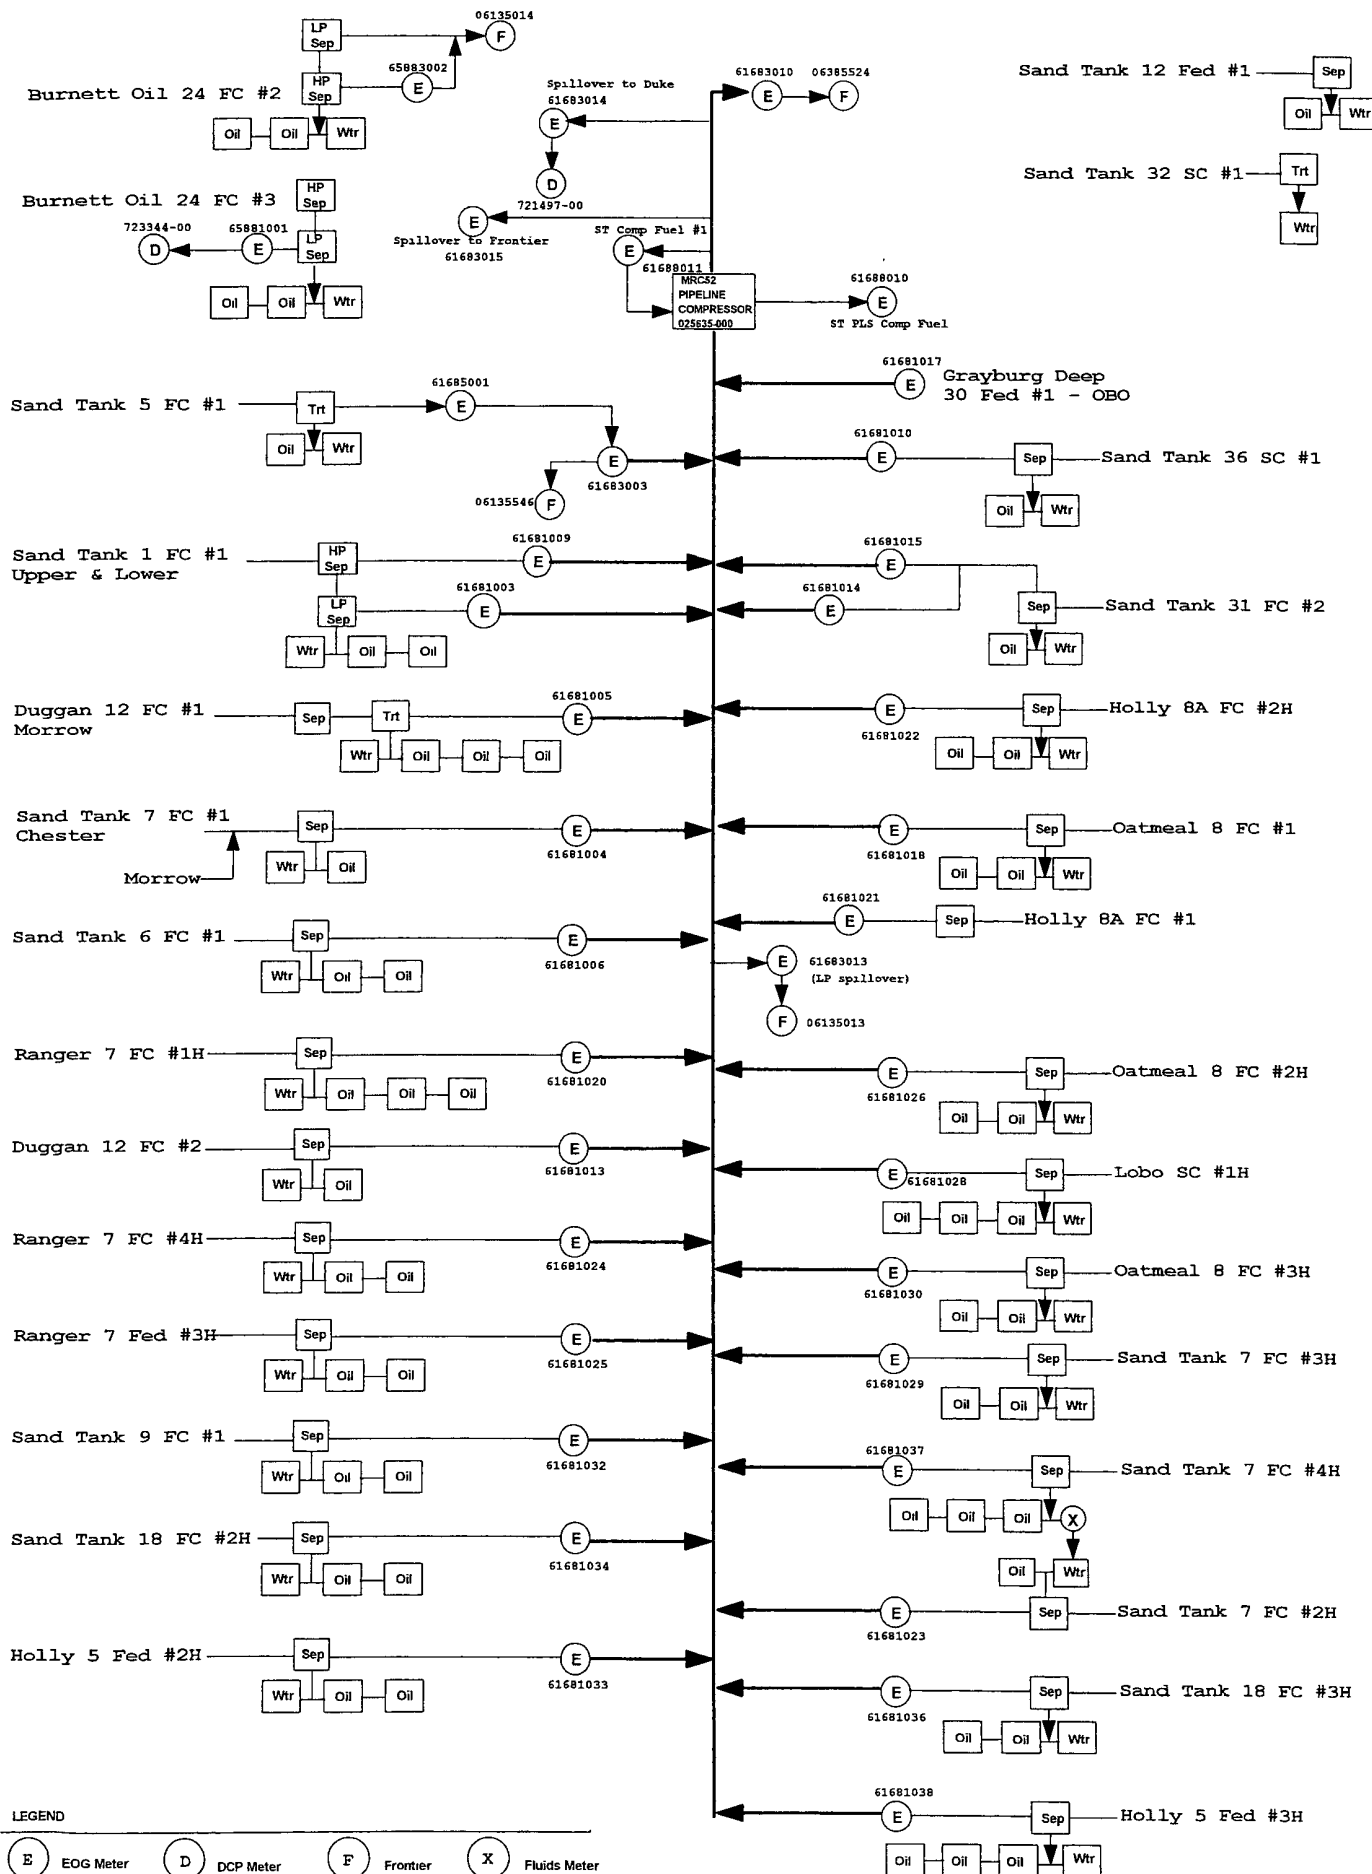 06135014
LP
Sep
F
65883002
HP
Sep
E
Burnett Oil 24 FC #2
Oil Oil Wtr
Spillover to Duke
61683014
E
D
721497-00
61683010 06385524
E F
Sand Tank 12 Fed #1
Sep
Oil Wtr
Sand Tank 32 SC #1
Trt
Wtr
Burnett Oil 24 FC #3
HP
Sep
723344-00 65881001
D E
LP
Sep
Oil Oil Wtr
E
Spillover to Frontier
61683015
ST Comp Fuel #1
E
61688011
MRC52
PIPELINE
COMPRESSOR
025635-000
61688010
E
ST PLS Comp Fuel
61681017
E
Grayburg Deep
30 Fed #1 - OBO
Sand Tank 5 FC #1
Trt
61685001
E
Oil Wtr
E
61683003
06135546
F
61681010
E
Sep
Sand Tank 36 SC #1
Oil Wtr
Sand Tank 1 FC #1
Upper & Lower
HP
Sep
61681009
E
LP
Sep
61681003
E
Wtr Oil Oil
61681015
E
61681014
E
Sep
Sand Tank 31 FC #2
Oil Wtr
Duggan 12 FC #1
Morrow
Sep
Trt
61681005
E
Wtr Oil Oil Oil
E
61681022
Sep
Holly 8A FC #2H
Oil Oil Wtr
Sand Tank 7 FC #1
Chester
Morrow
Sep
E
61681004
Wtr Oil
E
61681018
Sep
Oatmeal 8 FC #1
Oil Oil Wtr
61681021
E
Sep
Holly 8A FC #1
Sand Tank 6 FC #1
Sep
E
61681006
Wtr Oil Oil
E
61683013
(LP spillover)
F
06135013
Ranger 7 FC #1H
Sep
E
61681020
Wtr Oil Oil Oil
E
61681026
Sep
Oatmeal 8 FC #2H
Oil Oil Wtr
Duggan 12 FC #2
Sep
E
61681013
Wtr Oil
E
61681028
Sep
Lobo SC #1H
Oil Oil Oil Wtr
Ranger 7 FC #4H
Sep
E
61681024
Wtr Oil Oil
E
61681030
Sep
Oatmeal 8 FC #3H
Oil Oil Wtr
Ranger 7 Fed #3H
Sep
E
61681025
Wtr Oil Oil
E
61681029
Sep
Sand Tank 7 FC #3H
Oil Oil Wtr
Sand Tank 9 FC #1
Sep
E
61681032
Wtr Oil Oil
61681037
E
Sep
Sand Tank 7 FC #4H
Oil Oil Oil
X
Oil Wtr
Sand Tank 18 FC #2H
Sep
E
61681034
Wtr Oil Oil
E
61681023
Sep
Sand Tank 7 FC #2H
Holly 5 Fed #2H
Sep
E
61681033
Wtr Oil Oil
E
61681036
Sep
Sand Tank 18 FC #3H
Oil Oil Wtr
61681038
E
Sep
Holly 5 Fed #3H
Oil Oil Oil Wtr
LEGEND
E EOG Meter D DCP Meter F Frontier X Fluids Meter